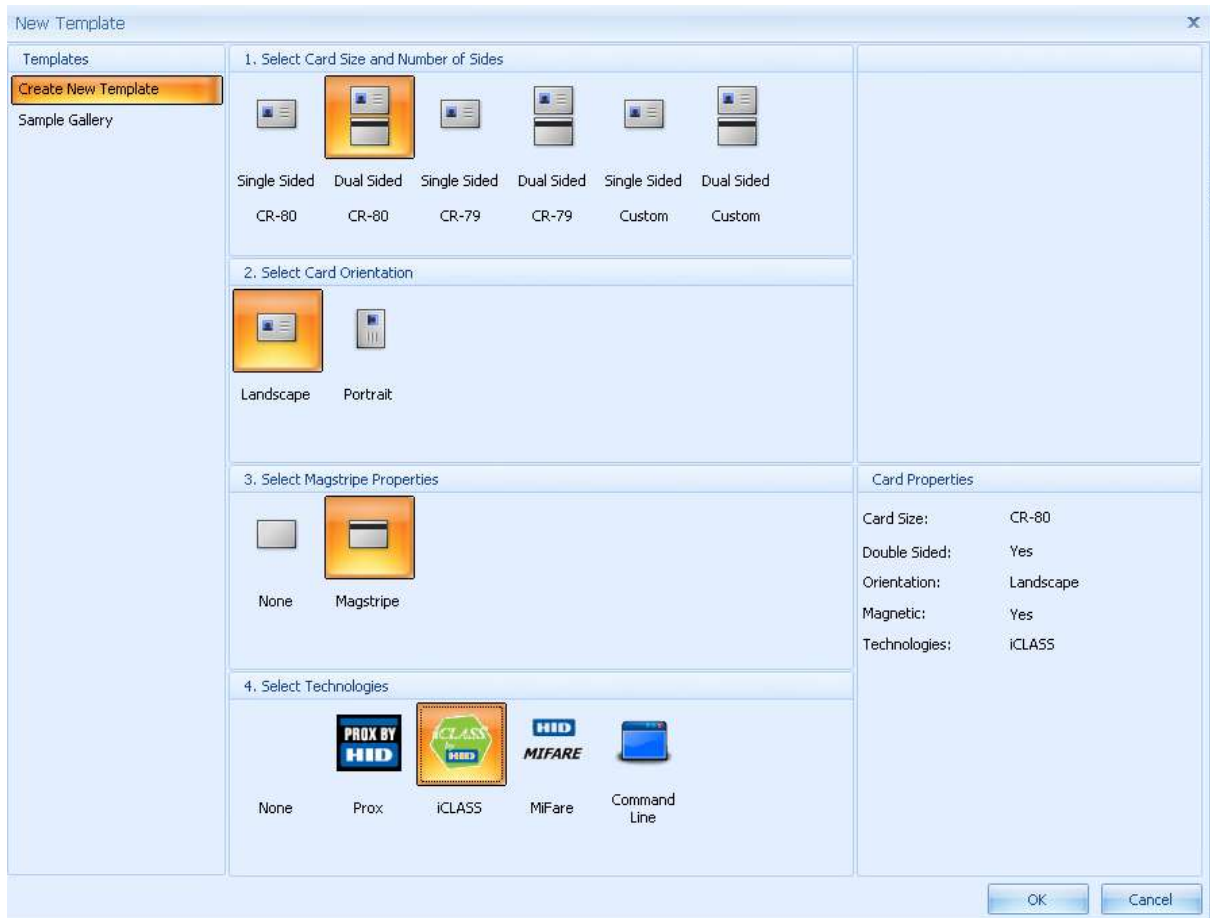 New Template
Templates
Create New Template
Sample Gallery
1. Select Card Size and Number of Sides
Single Sided Dual Sided Single Sided Dual Sided Single Sided Dual Sided
CR-80 CR-80 CR-79 CR-79 Custom Custom
2. Select Card Orientation
Landscape Portrait
3. Select Magstripe Properties
None Magstripe
4. Select Technologies
PROX BY
HID
iCLASS
by
HID
HID
MIFARE
None Prox iCLASS MiFare Command
Line
Card Properties
Card Size: CR-80
Double Sided: Yes
Orientation: Landscape
Magnetic: Yes
Technologies: iCLASS
OK Cancel